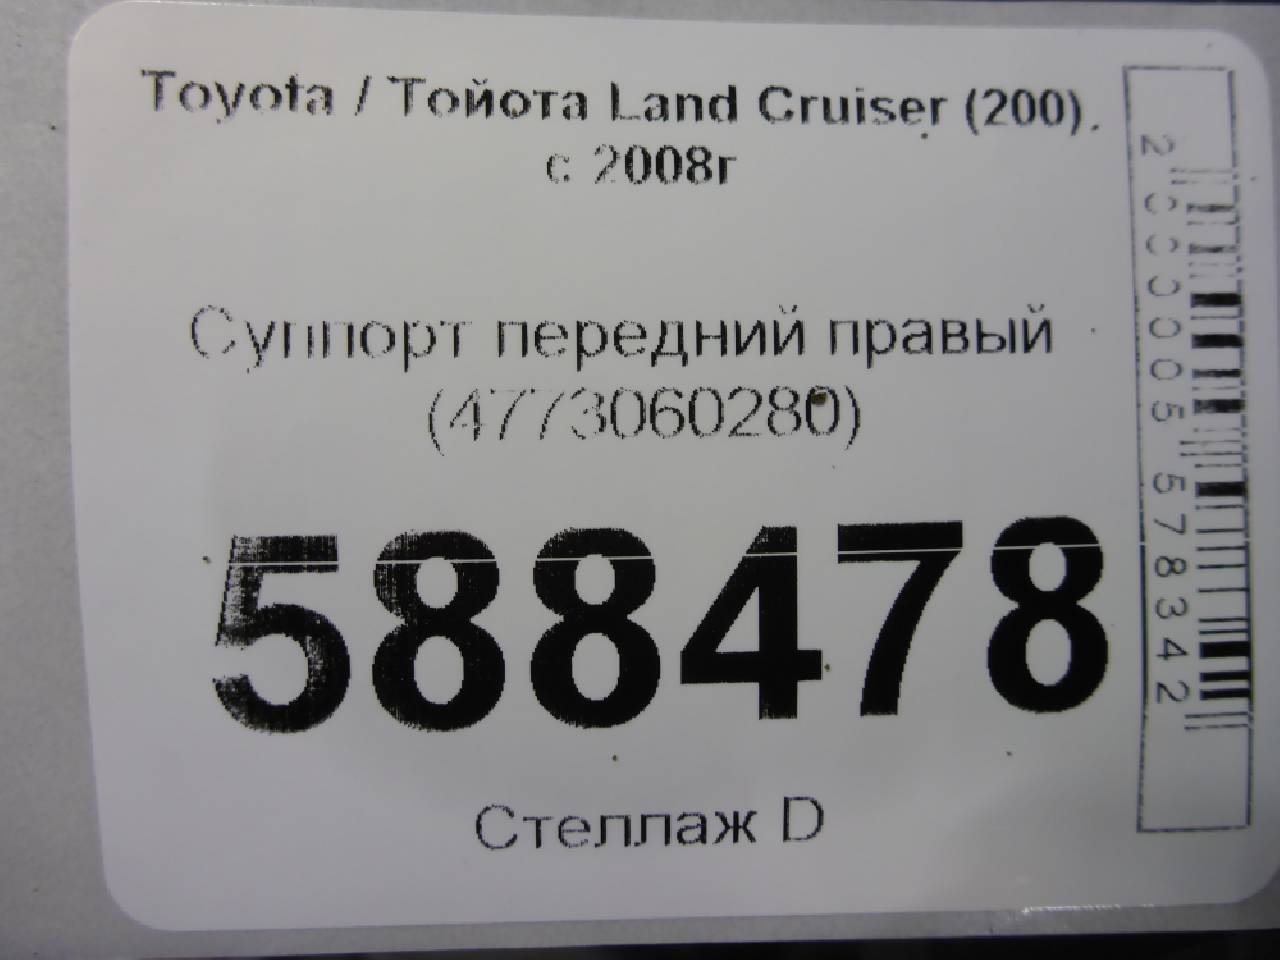 Toyota / Тойота Land Cruiser (200),
с 2008г
Суппорт передний правый
(4773060280)
588478
Стеллаж D
2000005578342